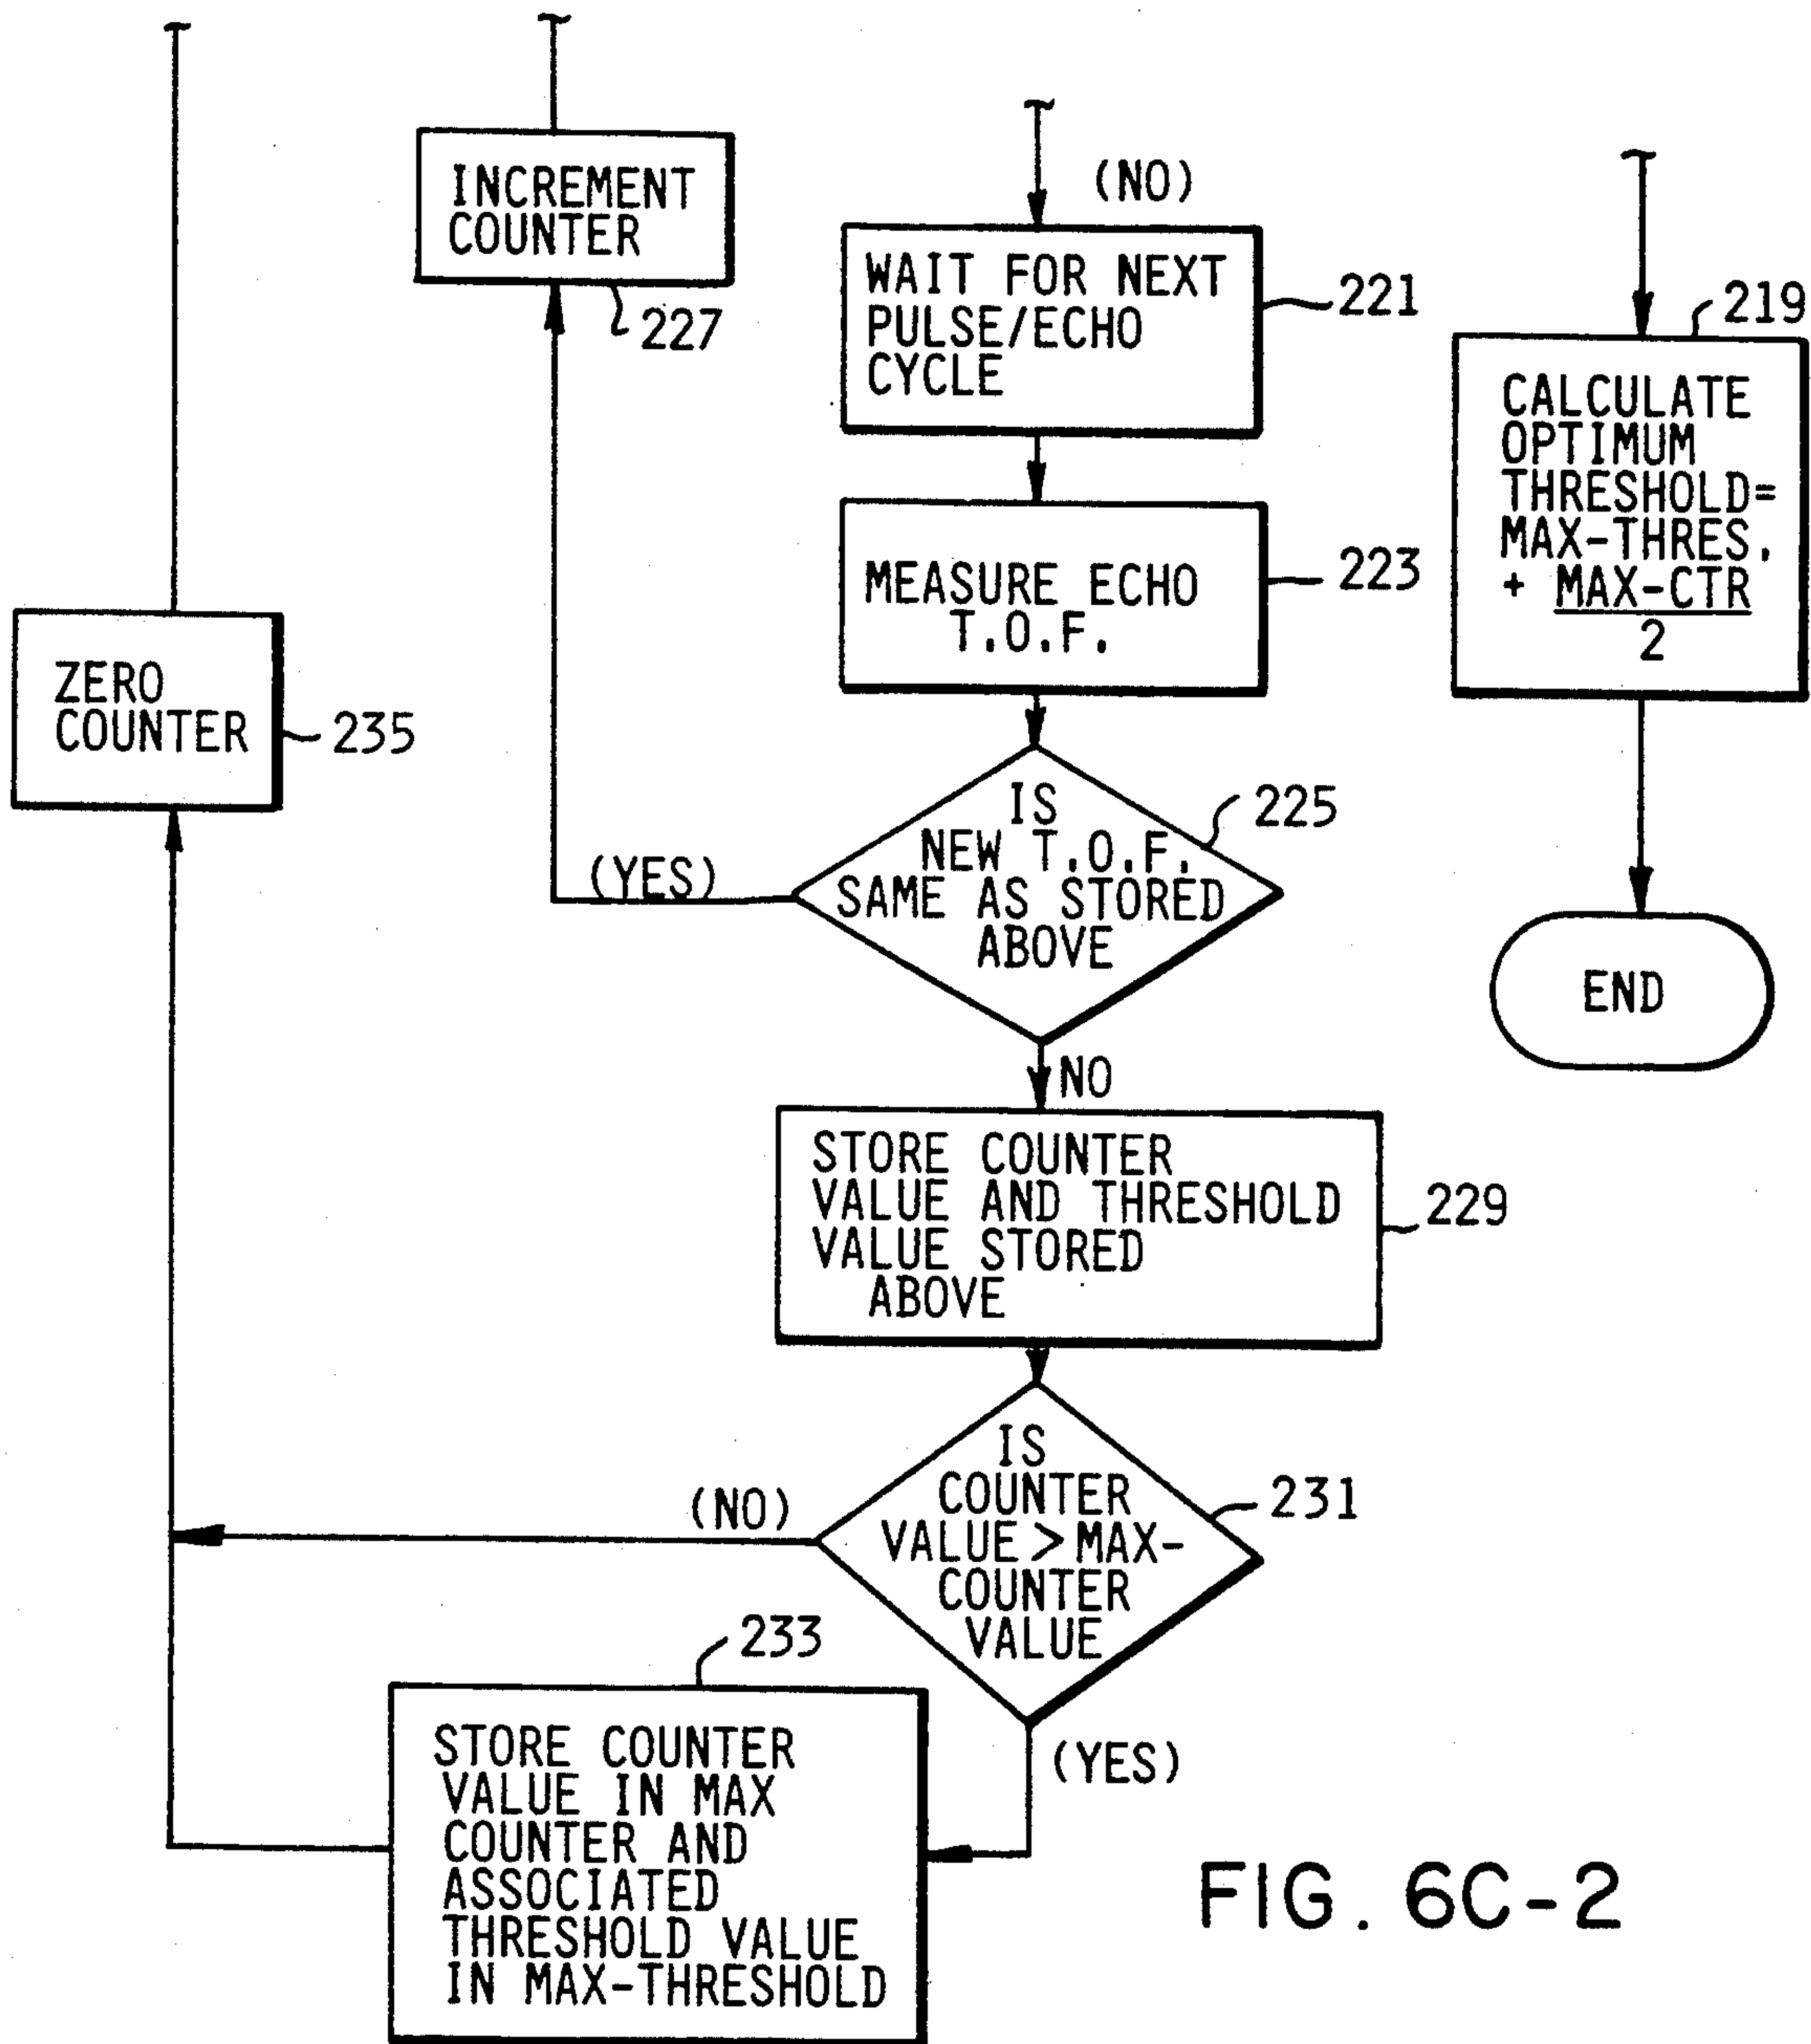 INCREMENT
COUNTER
227
(NO)
WAIT FOR NEXT
PULSE/ECHO
CYCLE
221
219
CALCULATE
OPTIMUM
THRESHOLD=
MAX-THRES.
+ MAX-CTR
2
MEASURE ECHO
T.O.F.
223
ZERO
COUNTER
235
IS
NEW T.O.F.
SAME AS STORED
ABOVE
225
(YES)
END
NO
STORE COUNTER
VALUE AND THRESHOLD
VALUE STORED
ABOVE
229
IS
COUNTER
VALUE > MAX-
COUNTER
VALUE
231
(NO)
(YES)
233
STORE COUNTER
VALUE IN MAX
COUNTER AND
ASSOCIATED
THRESHOLD VALUE
IN MAX-THRESHOLD
FIG. 6C-2